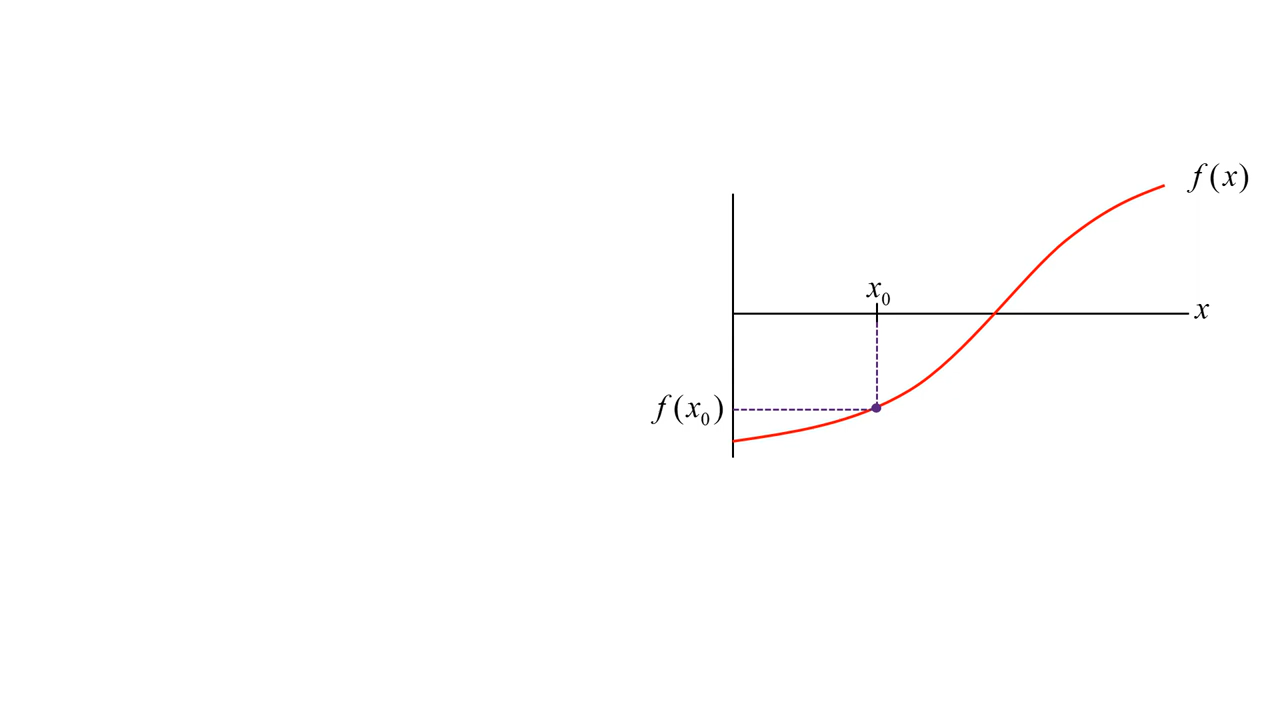 f(x)
x₀
x
f(x₀)